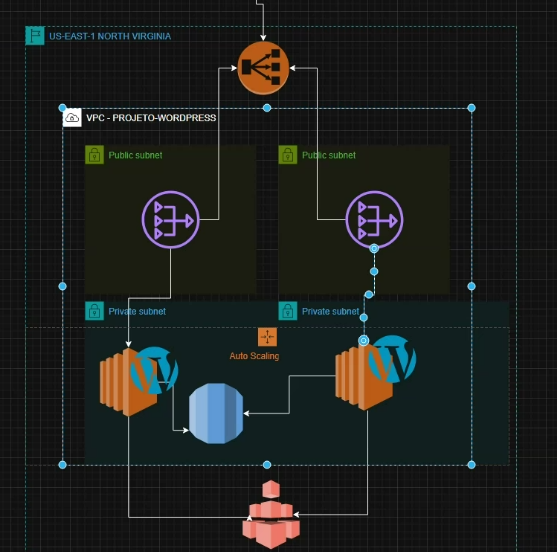 US-EAST-1 NORTH VIRGINIA
VPC - PROJETO-WORDPRESS
Public subnet
Public subnet
Private subnet
Private subnet
Auto Scaling